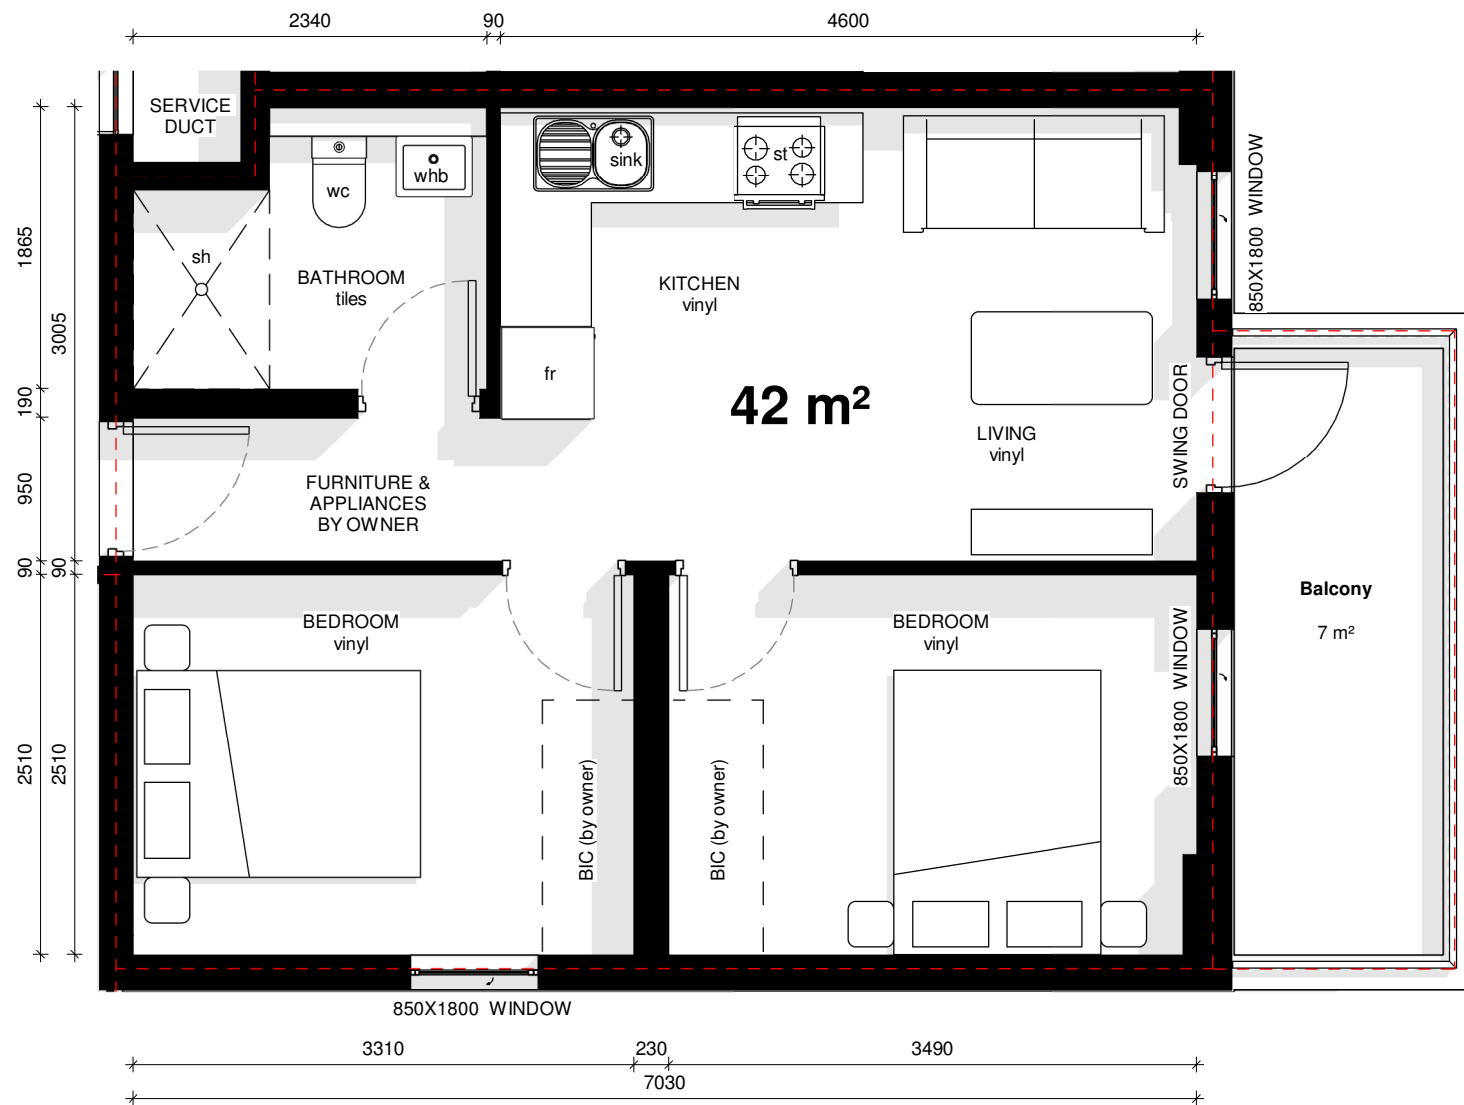 2340
90
4600
SERVICE
DUCT
wc
whb
sink
st
850X1800 WINDOW
1865
sh
BATHROOM
tiles
KITCHEN
vinyl
3005
fr
42 m²
190
SWING DOOR
LIVING
vinyl
950
FURNITURE &
APPLIANCES
BY OWNER
90
90
Balcony
7 m²
BEDROOM
vinyl
BEDROOM
vinyl
850X1800 WINDOW
2510
2510
BIC (by owner)
BIC (by owner)
850X1800 WINDOW
3310
230
3490
7030